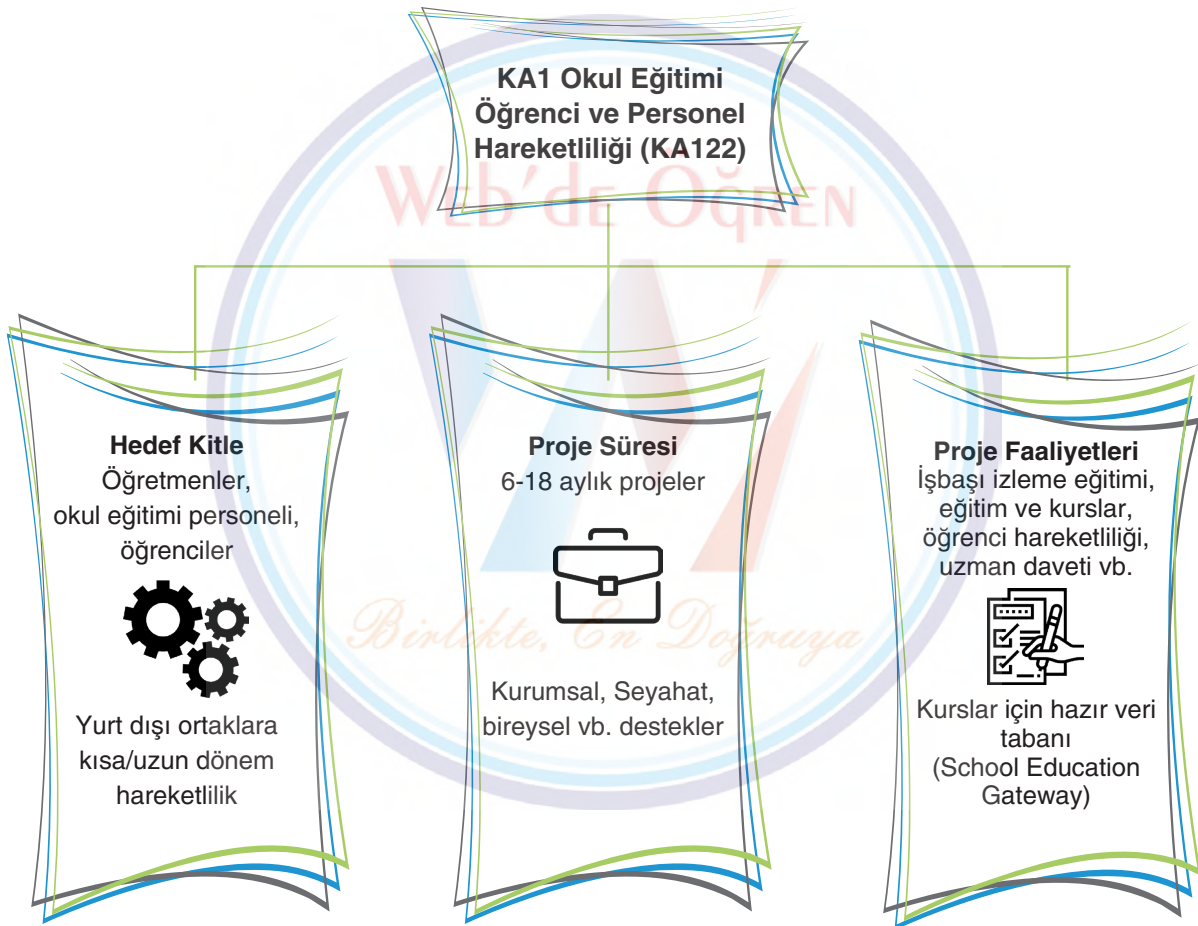 KA1 Okul Eğitimi
Öğrenci ve Personel
Hareketliliği (KA122)
Web'de Öğren
Hedef Kitle
Öğretmenler,
okul eğitimi personeli,
öğrenciler
Yurt dışı ortaklara
kısa/uzun dönem
hareketlilik
Proje Süresi
6-18 aylık projeler
Kurumsal, Seyahat,
bireysel vb. destekler
Proje Faaliyetleri
İşbaşı izleme eğitimi,
eğitim ve kurslar,
öğrenci hareketliliği,
uzman daveti vb.
Kurslar için hazır veri
tabanı
(School Education
Gateway)
Birlikte, En Doğruya